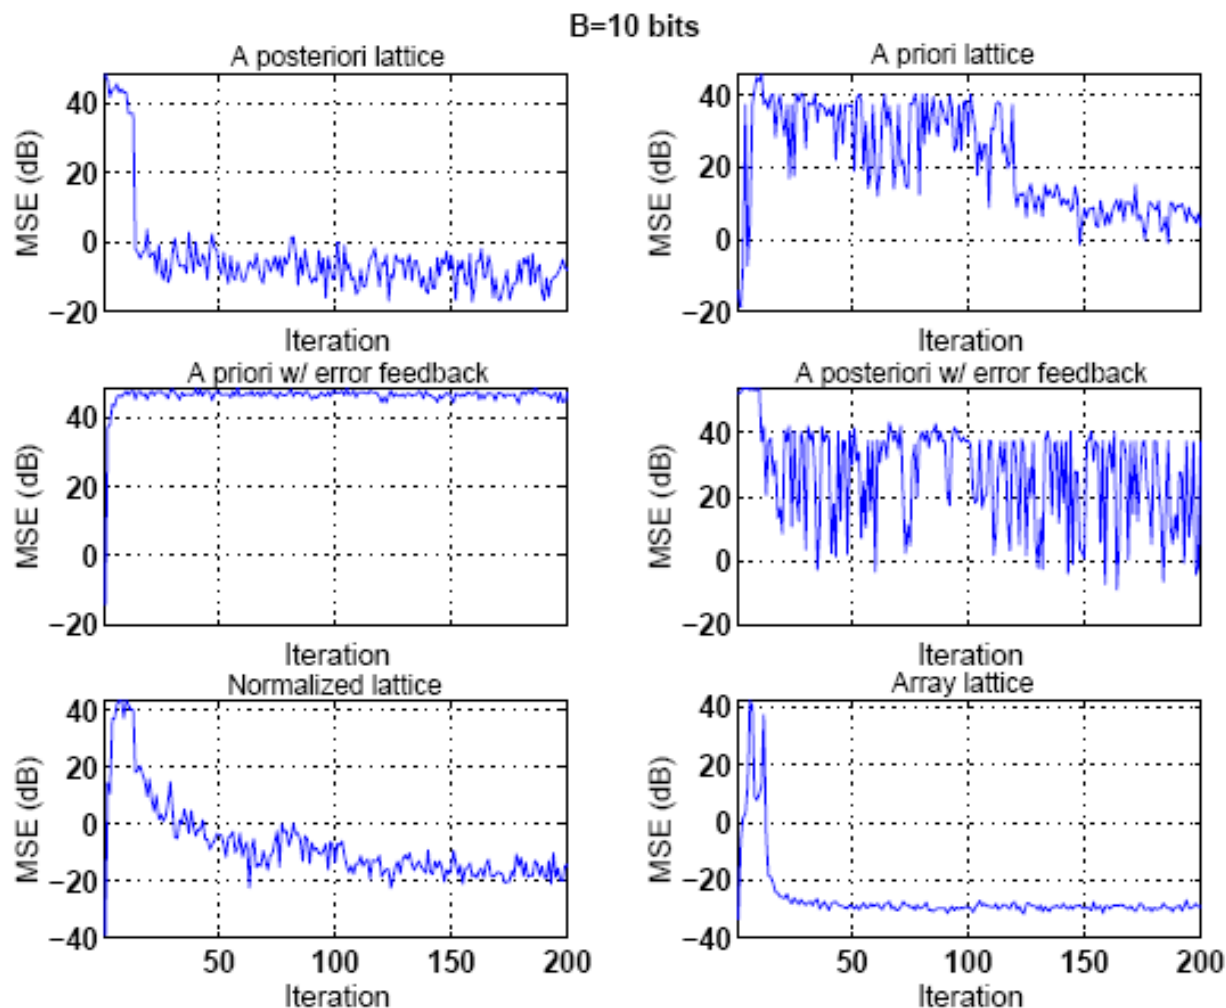 B=10 bits
A posteriori lattice
MSE (dB)
40
20
0
−20
Iteration
A priori lattice
MSE (dB)
40
20
0
−20
Iteration
A priori w/ error feedback
MSE (dB)
40
20
0
−20
Iteration
A posteriori w/ error feedback
MSE (dB)
40
20
0
−20
Iteration
Normalized lattice
MSE (dB)
40
20
0
−20
−40
50 100 150 200
Iteration
Array lattice
MSE (dB)
40
20
0
−20
−40
50 100 150 200
Iteration